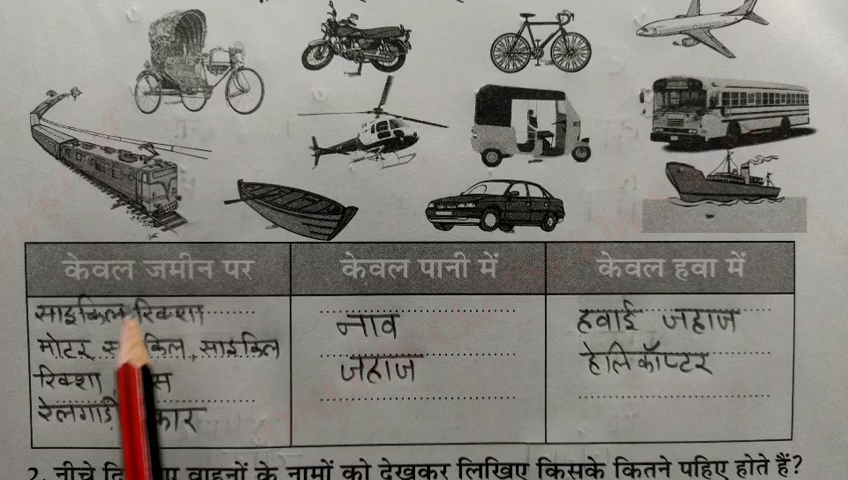 केवल जमीन पर केवल पानी में केवल हवा में
साइकिल रिक्शा
मोटर किल, साइकिल
रिक्शा
कार
नाव
जहाज
हवाई जहाज
हेलिकॉप्टर
2. नीचे वाहनों के नामों को देखकर लिखिए किसके कितने पहिए होते हैं?